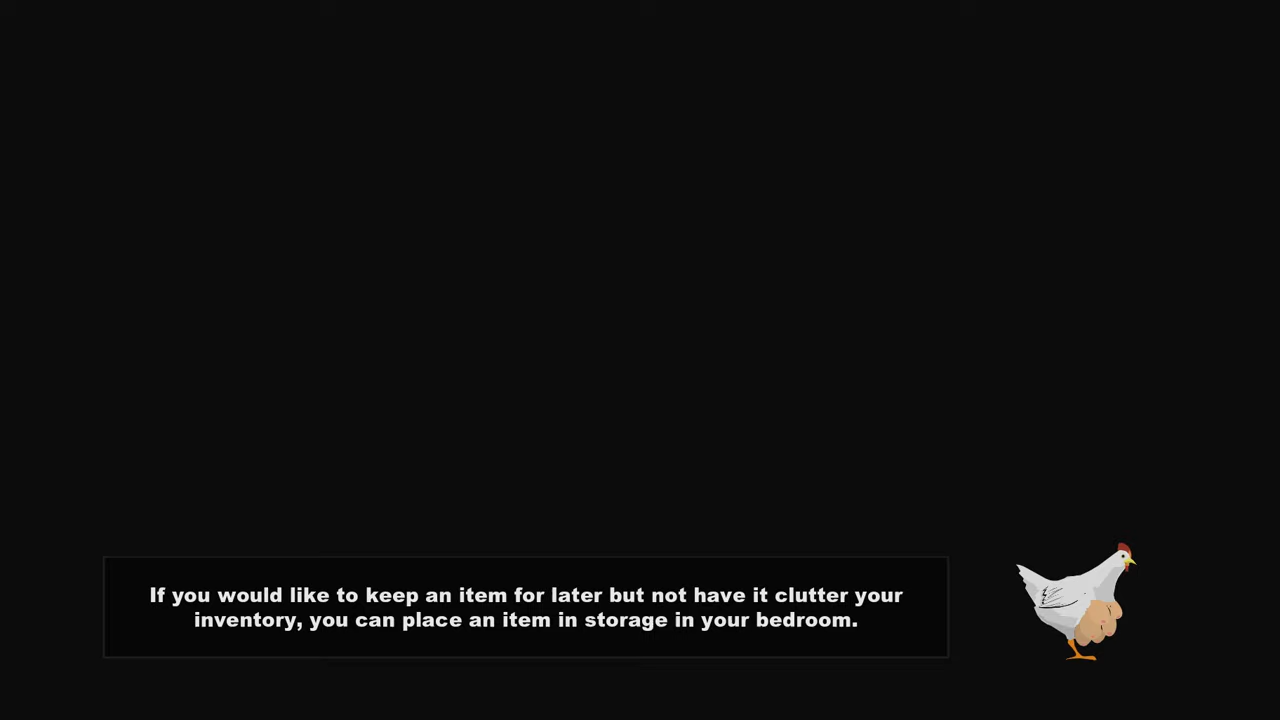 If you would like to keep an item for later but not have it clutter your
inventory, you can place an item in storage in your bedroom.